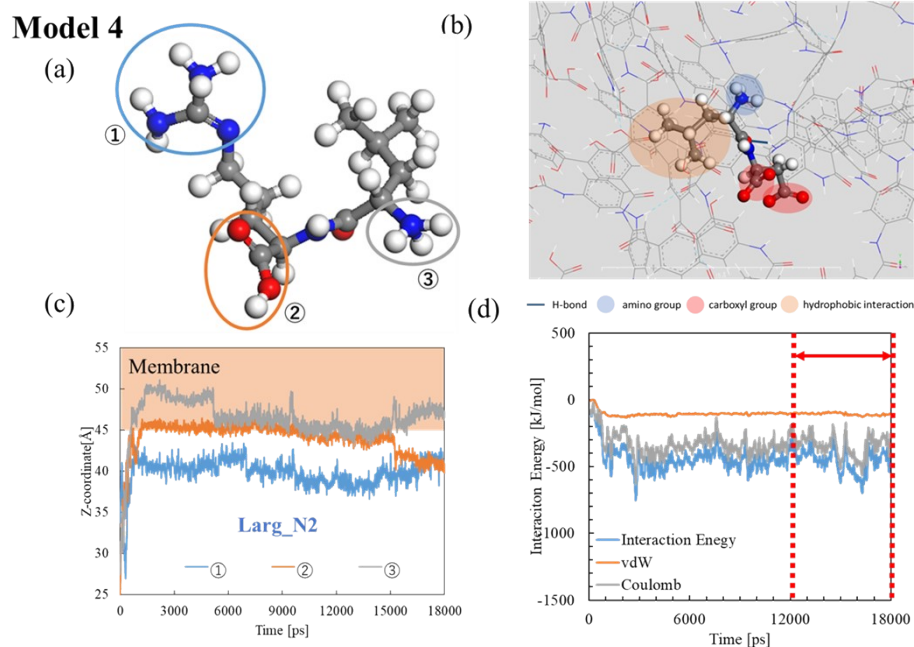 Model 4
(a)
①
②
③
(b)
H-bond
amino group
carboxyl group
hydrophobic interaction
(c)
Membrane
55
50
45
40
35
30
25
Z-coordinate[Å]
Larg_N2
①
②
③
0
3000
6000
9000
12000
15000
18000
Time [ps]
(d)
500
0
-500
-1000
-1500
Interaciton Energy [kJ/mol]
Interaction Enegy
vdW
Coulomb
0
6000
12000
18000
Time [ps]